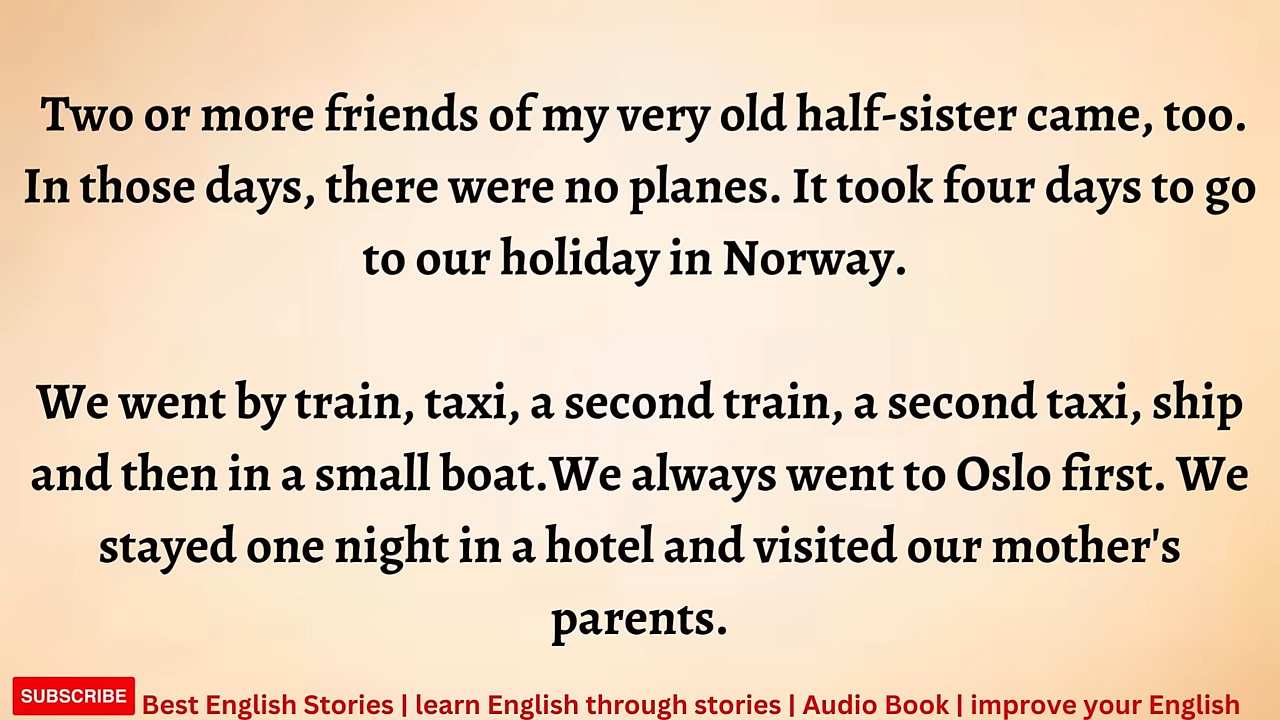 Two or more friends of my very old half-sister came, too.
In those days, there were no planes. It took four days to go
to our holiday in Norway.
We went by train, taxi, a second train, a second taxi, ship
and then in a small boat.We always went to Oslo first. We
stayed one night in a hotel and visited our mother's
parents.
SUBSCRIBE Best English Stories | learn English through stories | Audio Book | improve your English